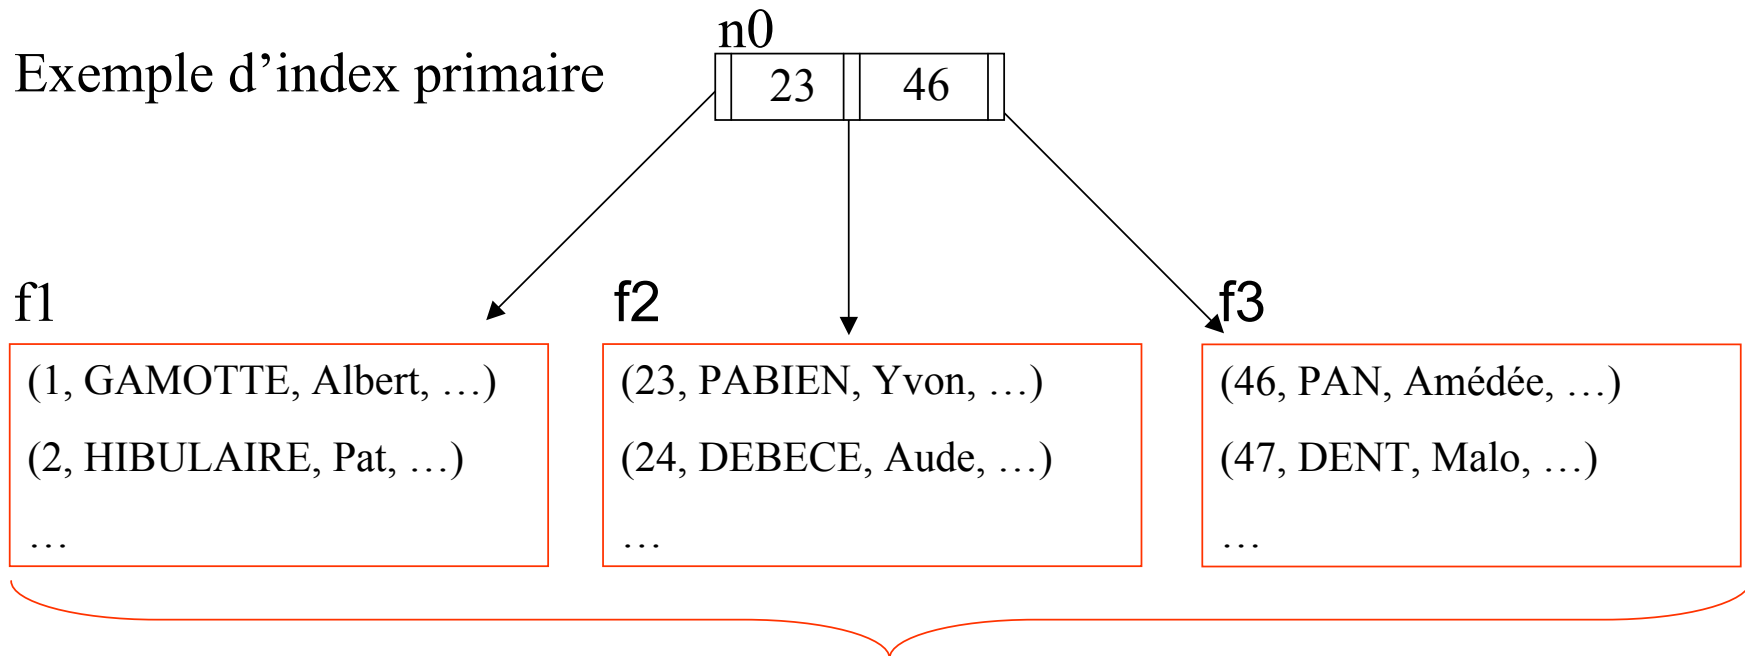 n0
Exemple d’index primaire
23 46
f1 f2 f3
(1, GAMOTTE, Albert, …) (23, PABIEN, Yvon, …) (46, PAN, Amédée, …)
(2, HIBULAIRE, Pat, …) (24, DEBECE, Aude, …) (47, DENT, Malo, …)
… … …